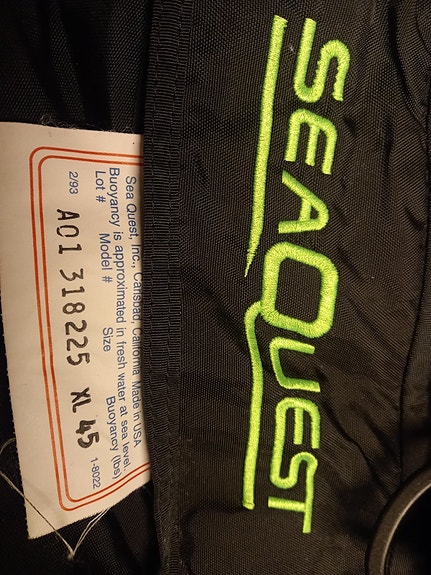 SEAQUEST
Sea Quest, Inc., Carlsbad, California Made in USA
Buoyancy is approximated in fresh water at sea level.
Lot # Model # Size Buoyancy (lbs)
A01 318225 XL 45
2/93 1-8022